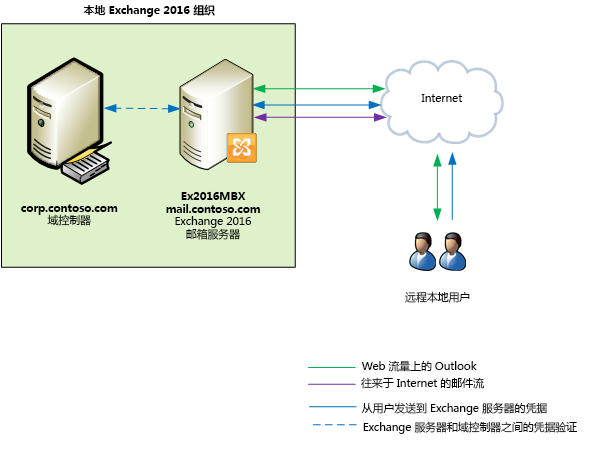 本地 Exchange 2016 组织
Internet
corp.contoso.com
域控制器
Ex2016MBX
mail.contoso.com
Exchange 2016
邮箱服务器
远程本地用户
Web 流量上的 Outlook
往来于 Internet 的邮件流
从用户发送到 Exchange 服务器的凭据
Exchange 服务器和域控制器之间的凭据验证